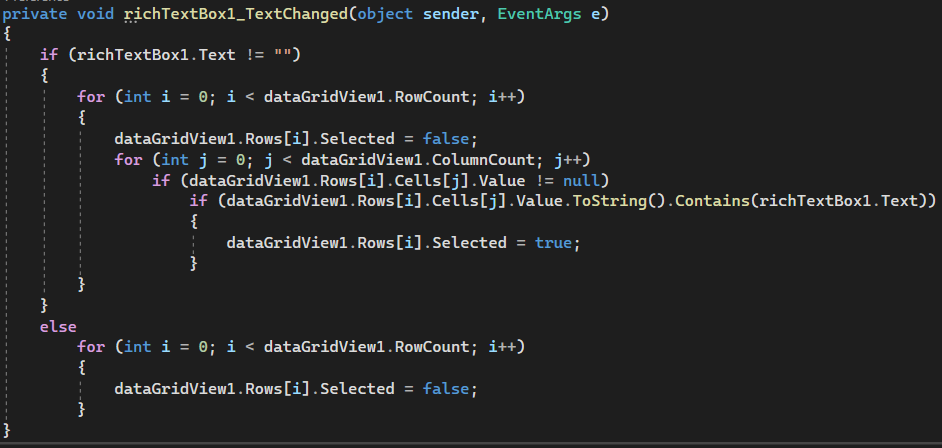 private void richTextBox1_TextChanged(object sender, EventArgs e)
{
    if (richTextBox1.Text != "")
    {
        for (int i = 0; i < dataGridView1.RowCount; i++)
        {
            dataGridView1.Rows[i].Selected = false;
            for (int j = 0; j < dataGridView1.ColumnCount; j++)
                if (dataGridView1.Rows[i].Cells[j].Value != null)
                    if (dataGridView1.Rows[i].Cells[j].Value.ToString().Contains(richTextBox1.Text))
                    {
                        dataGridView1.Rows[i].Selected = true;
                    }
        }
    }
    else
        for (int i = 0; i < dataGridView1.RowCount; i++)
        {
            dataGridView1.Rows[i].Selected = false;
        }
}